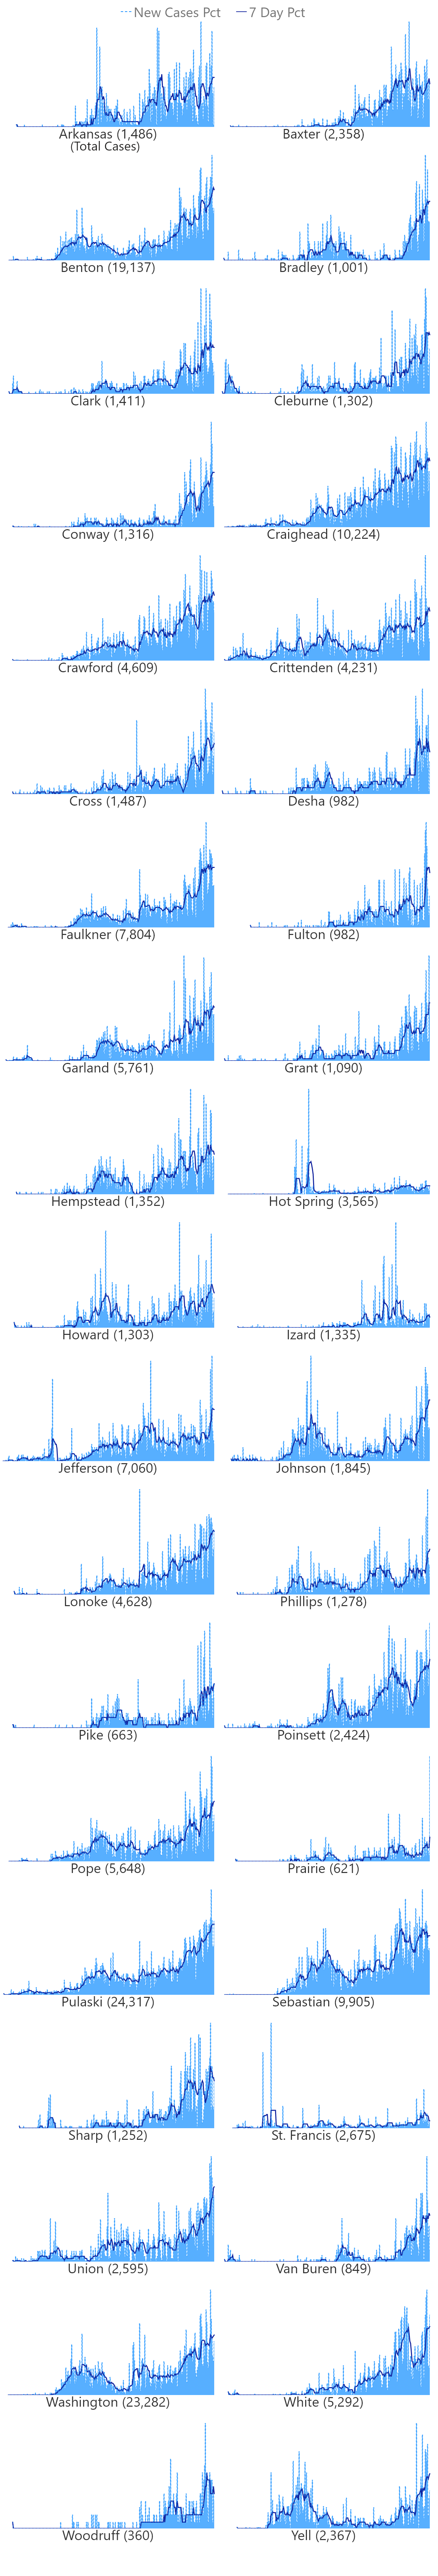 New Cases Pct 7 Day Pct
Arkansas (1,486) Baxter (2,358)
(Total Cases)
Benton (19,137) Bradley (1,001)
Clark (1,411) Cleburne (1,302)
Conway (1,316) Craighead (10,224)
Crawford (4,609) Crittenden (4,231)
Cross (1,487) Desha (982)
Faulkner (7,804) Fulton (982)
Garland (5,761) Grant (1,090)
Hempstead (1,352) Hot Spring (3,565)
Howard (1,303) Izard (1,335)
Jefferson (7,060) Johnson (1,845)
Lonoke (4,628) Phillips (1,278)
Pike (663) Poinsett (2,424)
Pope (5,648) Prairie (621)
Pulaski (24,317) Sebastian (9,905)
Sharp (1,252) St. Francis (2,675)
Union (2,595) Van Buren (849)
Washington (23,282) White (5,292)
Woodruff (360) Yell (2,367)